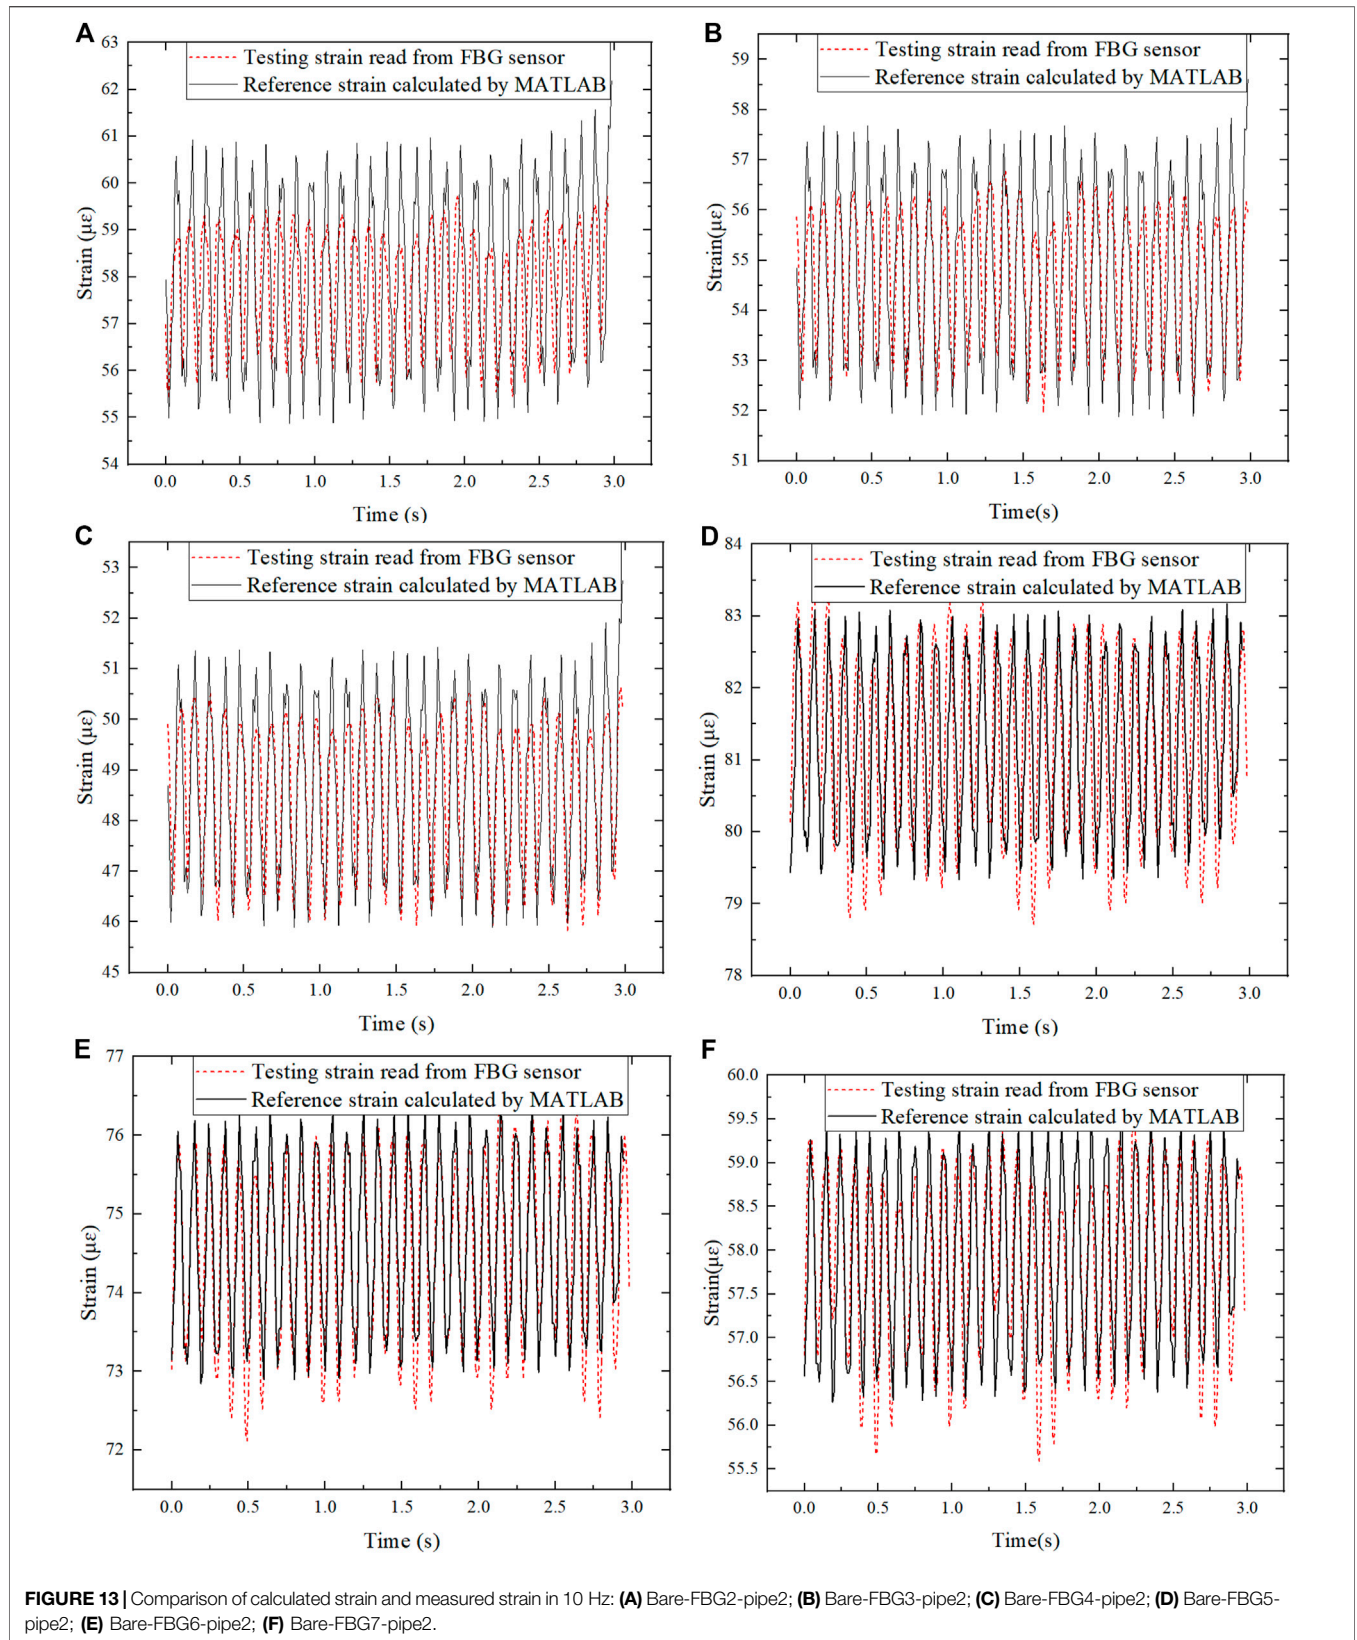 A
63
62
61
60
59
58
57
56
55
54
Strain (με)
Testing strain read from FBG sensor
Reference strain calculated by MATLAB
0.0 0.5 1.0 1.5 2.0 2.5 3.0
Time (s)
B
59
58
57
56
55
54
53
52
51
Strain(με)
Testing strain read from FBG sensor
Reference strain calculated by MATLAB
0.0 0.5 1.0 1.5 2.0 2.5 3.0
Time(s)
C
53
52
51
50
49
48
47
46
45
Strain (με)
Testing strain read from FBG sensor
Reference strain calculated by MATLAB
0.0 0.5 1.0 1.5 2.0 2.5 3.0
Time (s)
D
84
83
82
81
80
79
78
Strain (με)
Testing strain read from FBG sensor
Reference strain calculated by MATLAB
0.0 0.5 1.0 1.5 2.0 2.5 3.0
Time (s)
E
77
76
75
74
73
72
Strain (με)
Testing strain read from FBG sensor
Reference strain calculated by MATLAB
0.0 0.5 1.0 1.5 2.0 2.5 3.0
Time (s)
F
60.0
59.5
59.0
58.5
58.0
57.5
57.0
56.5
56.0
55.5
Strain(με)
Testing strain read from FBG sensor
Reference strain calculated by MATLAB
0.0 0.5 1.0 1.5 2.0 2.5 3.0
Time(s)
FIGURE 13 | Comparison of calculated strain and measured strain in 10 Hz: (A) Bare-FBG2-pipe2; (B) Bare-FBG3-pipe2; (C) Bare-FBG4-pipe2; (D) Bare-FBG5-
pipe2; (E) Bare-FBG6-pipe2; (F) Bare-FBG7-pipe2.